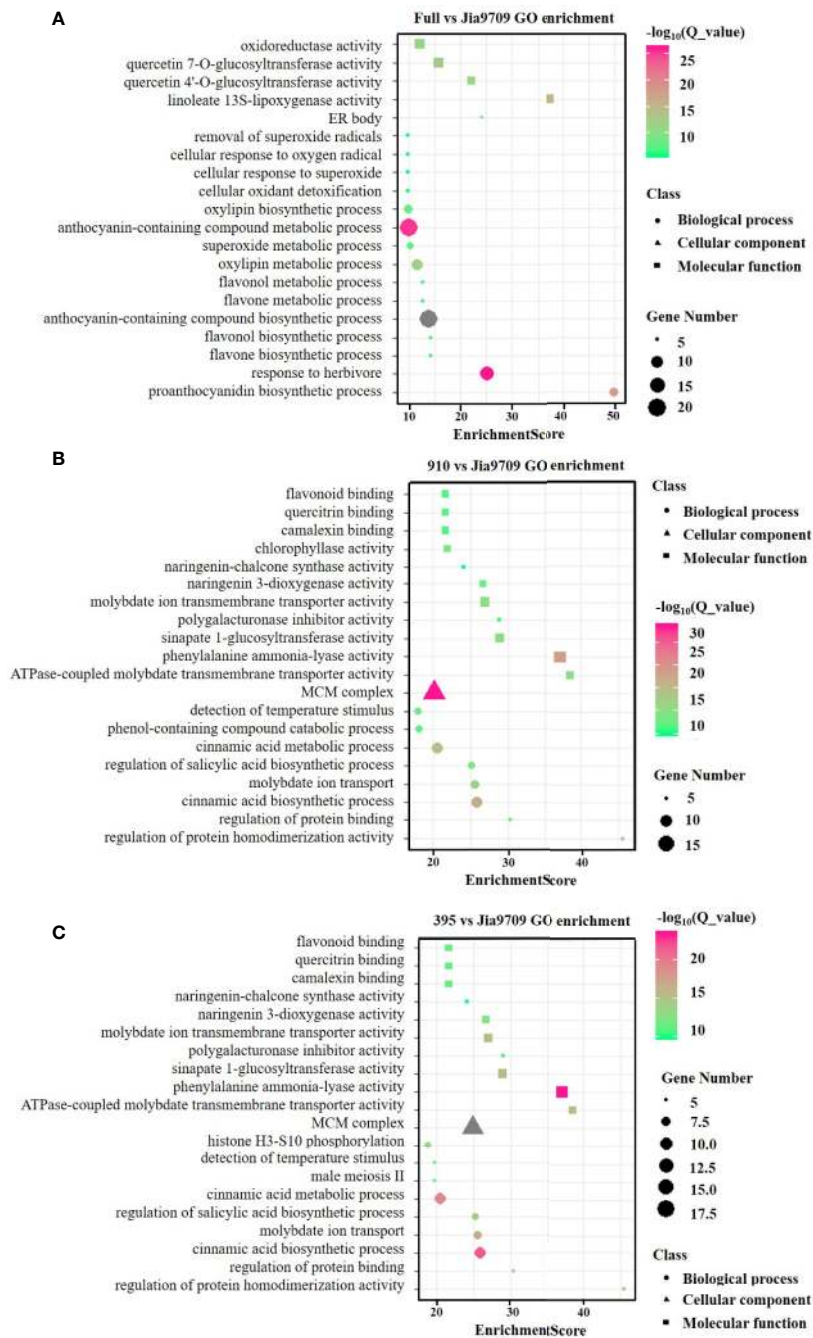 A
Full vs Jia9709 GO enrichment
oxidoreductase activity
quercetin 7-O-glucosyltransferase activity
quercetin 4'-O-glucosyltransferase activity
linoleate 13S-lipoxygenase activity
ER body
removal of superoxide radicals
cellular response to oxygen radical
cellular response to superoxide
cellular oxidant detoxification
oxylipin biosynthetic process
anthocyanin-containing compound metabolic process
superoxide metabolic process
oxylipin metabolic process
flavonol metabolic process
flavone metabolic process
anthocyanin-containing compound biosynthetic process
flavonol biosynthetic process
flavone biosynthetic process
response to herbivore
proanthocyanidin biosynthetic process
10 20 30 40 50
EnrichmentScore
-log10(Q_value)
25
20
15
10
Class
Biological process
Cellular component
Molecular function
Gene Number
5
10
15
20
B
910 vs Jia9709 GO enrichment
flavonoid binding
quercitrin binding
camalexin binding
chlorophyllase activity
naringenin-chalcone synthase activity
naringenin 3-dioxygenase activity
molybdate ion transmembrane transporter activity
polygalacturonase inhibitor activity
sinapate 1-glucosyltransferase activity
phenylalanine ammonia-lyase activity
ATPase-coupled molybdate transmembrane transporter activity
MCM complex
detection of temperature stimulus
phenol-containing compound catabolic process
cinnamic acid metabolic process
regulation of salicylic acid biosynthetic process
molybdate ion transport
cinnamic acid biosynthetic process
regulation of protein binding
regulation of protein homodimerization activity
20 30 40
EnrichmentScore
Class
Biological process
Cellular component
Molecular function
-log10(Q_value)
30
25
20
15
10
Gene Number
5
10
15
C
395 vs Jia9709 GO enrichment
flavonoid binding
quercitrin binding
camalexin binding
naringenin-chalcone synthase activity
naringenin 3-dioxygenase activity
molybdate ion transmembrane transporter activity
polygalacturonase inhibitor activity
sinapate 1-glucosyltransferase activity
phenylalanine ammonia-lyase activity
ATPase-coupled molybdate transmembrane transporter activity
MCM complex
histone H3-S10 phosphorylation
detection of temperature stimulus
male meiosis II
cinnamic acid metabolic process
regulation of salicylic acid biosynthetic process
molybdate ion transport
cinnamic acid biosynthetic process
regulation of protein binding
regulation of protein homodimerization activity
20 30 40
EnrichmentScore
-log10(Q_value)
20
15
10
Gene Number
5
7.5
10.0
12.5
15.0
17.5
Class
Biological process
Cellular component
Molecular function